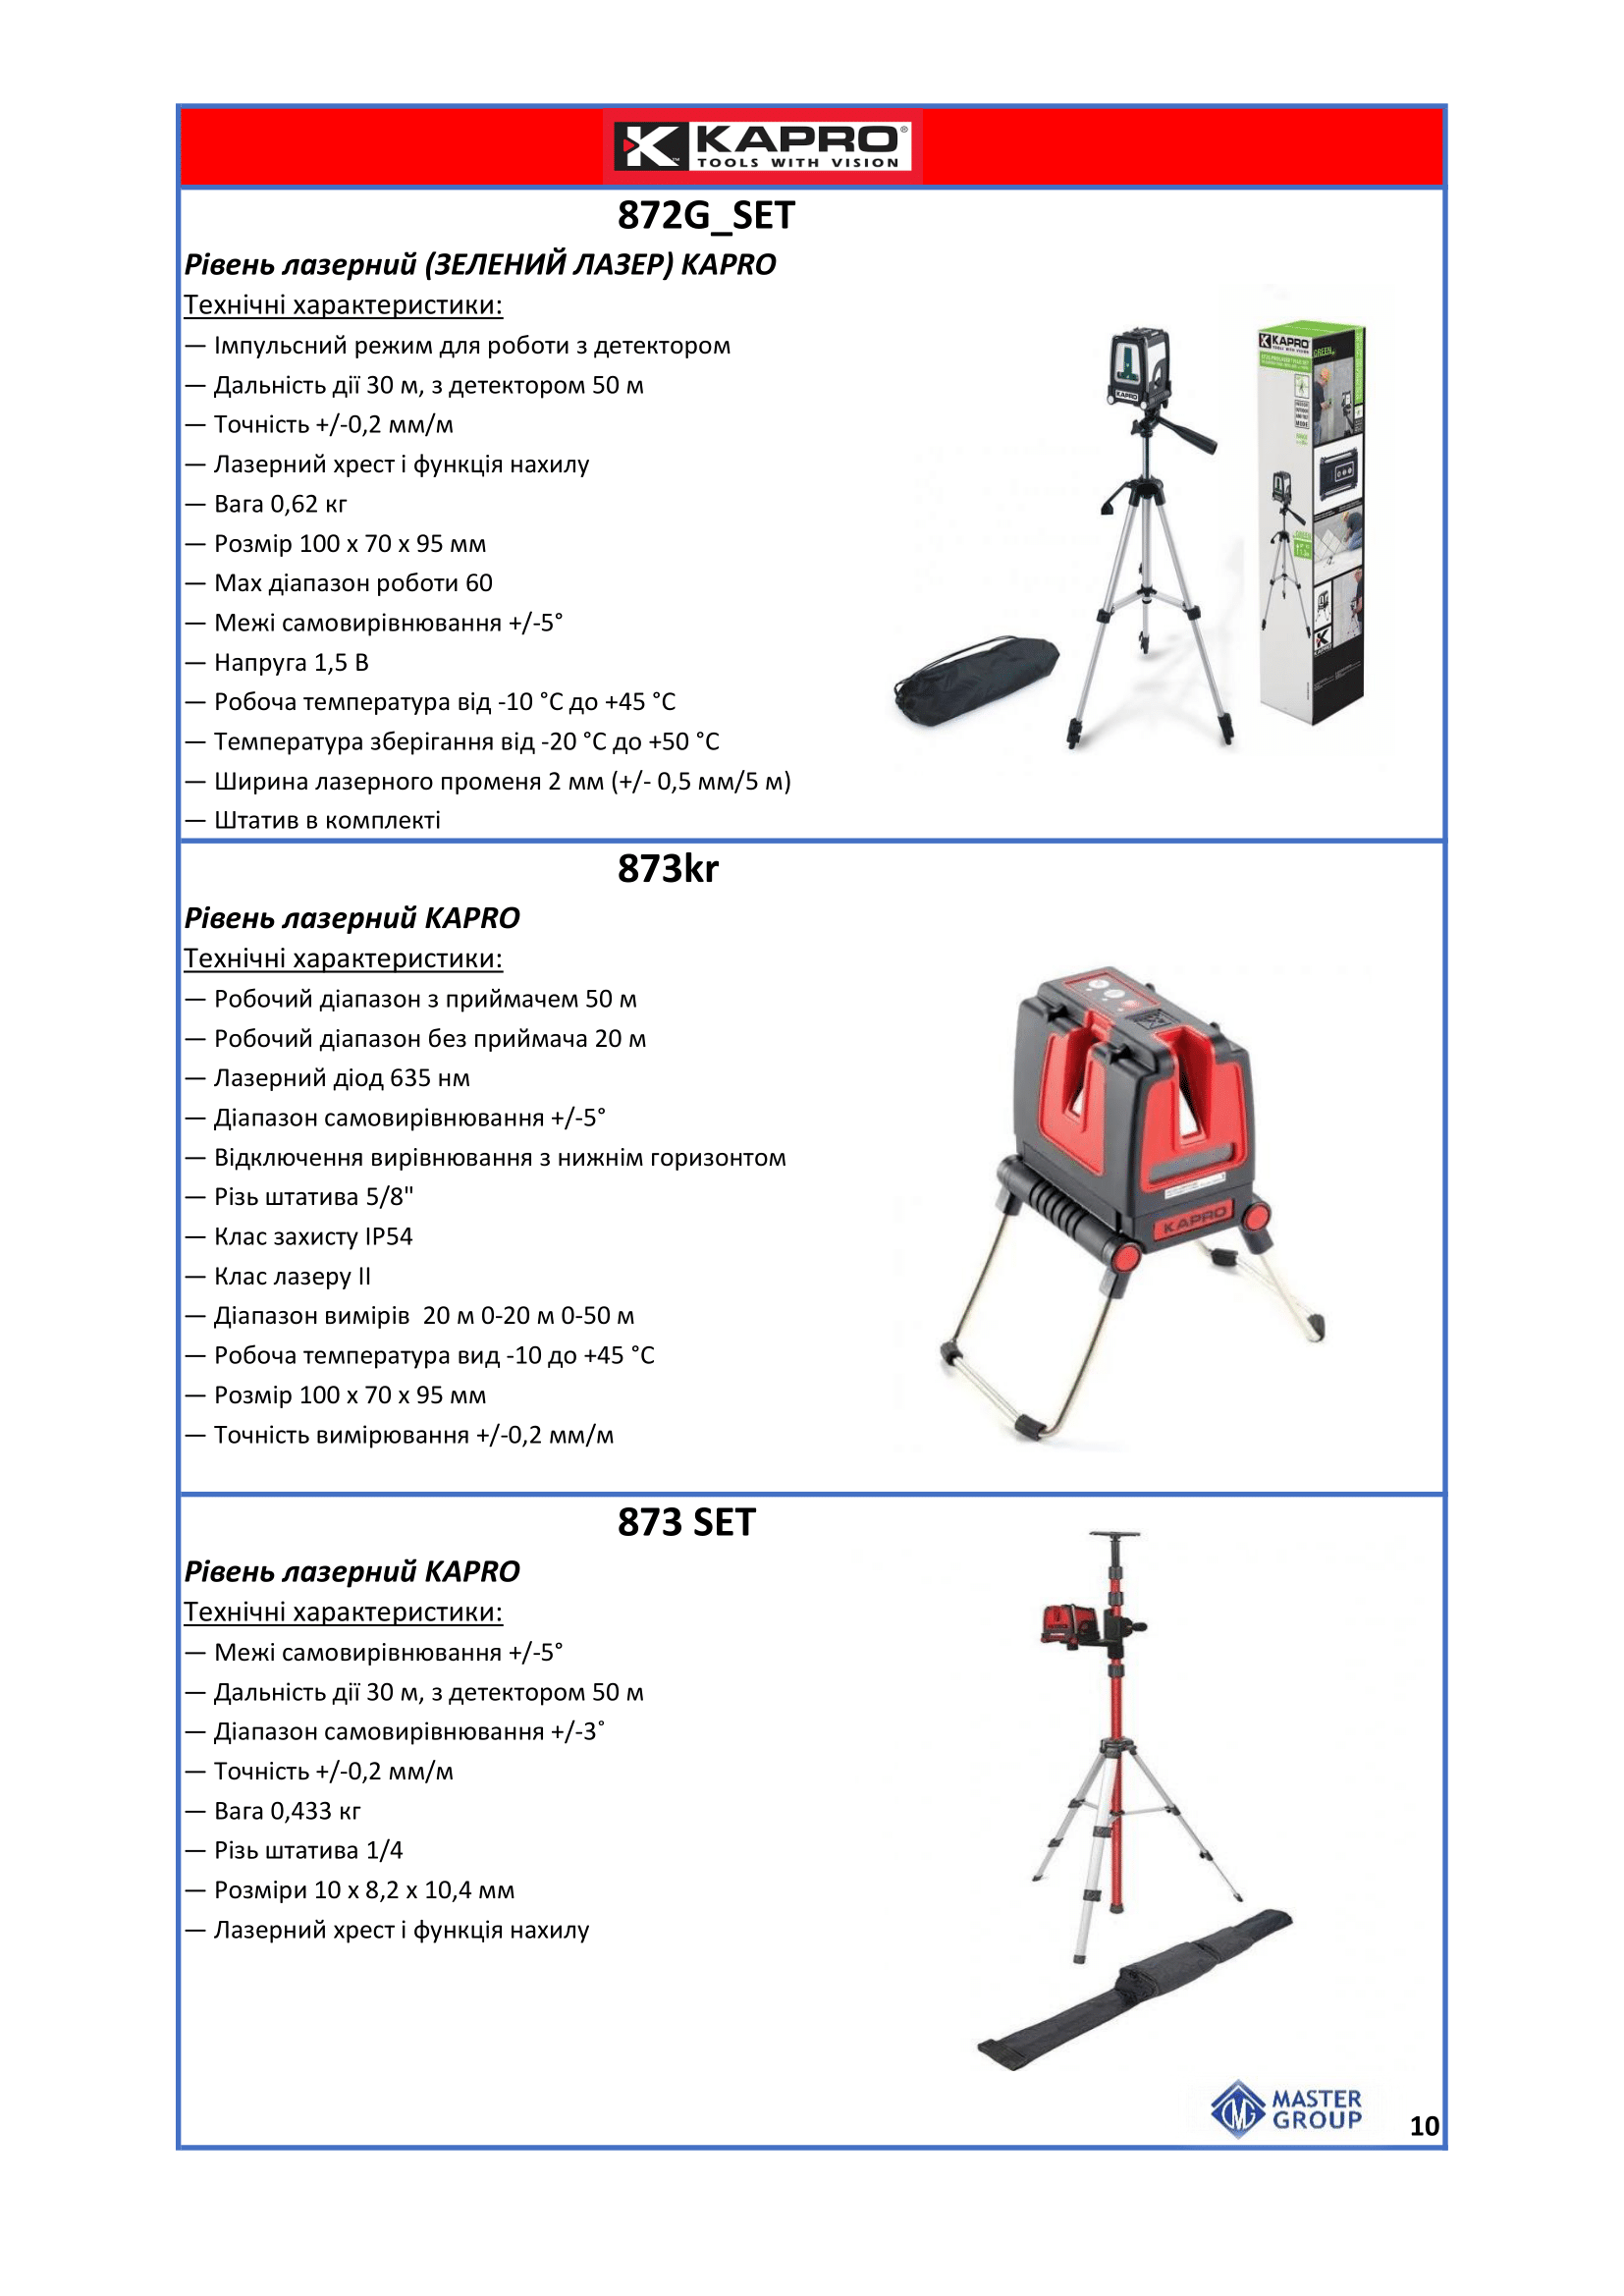 KAPRO®
TOOLS WITH VISION
872G_SET
Рівень лазерний (ЗЕЛЕНИЙ ЛАЗЕР) KAPRO
Технічні характеристики:
— Імпульсний режим для роботи з детектором
— Дальність дії 30 м, з детектором 50 м
— Точність +/-0,2 мм/м
— Лазерний хрест і функція нахилу
— Вага 0,62 кг
— Розмір 100 х 70 х 95 мм
— Мах діапазон роботи 60
— Межі самовирівнювання +/-5˚
— Напруга 1,5 В
— Робоча температура від -10 °С до +45 °С
— Температура зберігання від -20 °С до +50 °С
— Ширина лазерного променя 2 мм (+/- 0,5 мм/5 м)
— Штатив в комплекті
KAPRO
KAPRO
873kr
Рівень лазерний KAPRO
Технічні характеристики:
— Робочий діапазон з приймачем 50 м
— Робочий діапазон без приймача 20 м
— Лазерний діод 635 нм
— Діапазон самовирівнювання +/-5˚
— Відключення вирівнювання з нижнім горизонтом
— Різь штатива 5/8"
— Клас захисту IP54
— Клас лазеру II
— Діапазон вимірів  20 м 0-20 м 0-50 м
— Робоча температура вид -10 до +45 °С
— Розмір 100 х 70 х 95 мм
— Точність вимірювання +/-0,2 мм/м
KAPRO
873 SET
Рівень лазерний KAPRO
Технічні характеристики:
— Межі самовирівнювання +/-5˚
— Дальність дії 30 м, з детектором 50 м
— Діапазон самовирівнювання +/-3˚
— Точність +/-0,2 мм/м
— Вага 0,433 кг
— Різь штатива 1/4
— Розміри 10 х 8,2 х 10,4 мм
— Лазерний хрест і функція нахилу
MASTER
GROUP
10